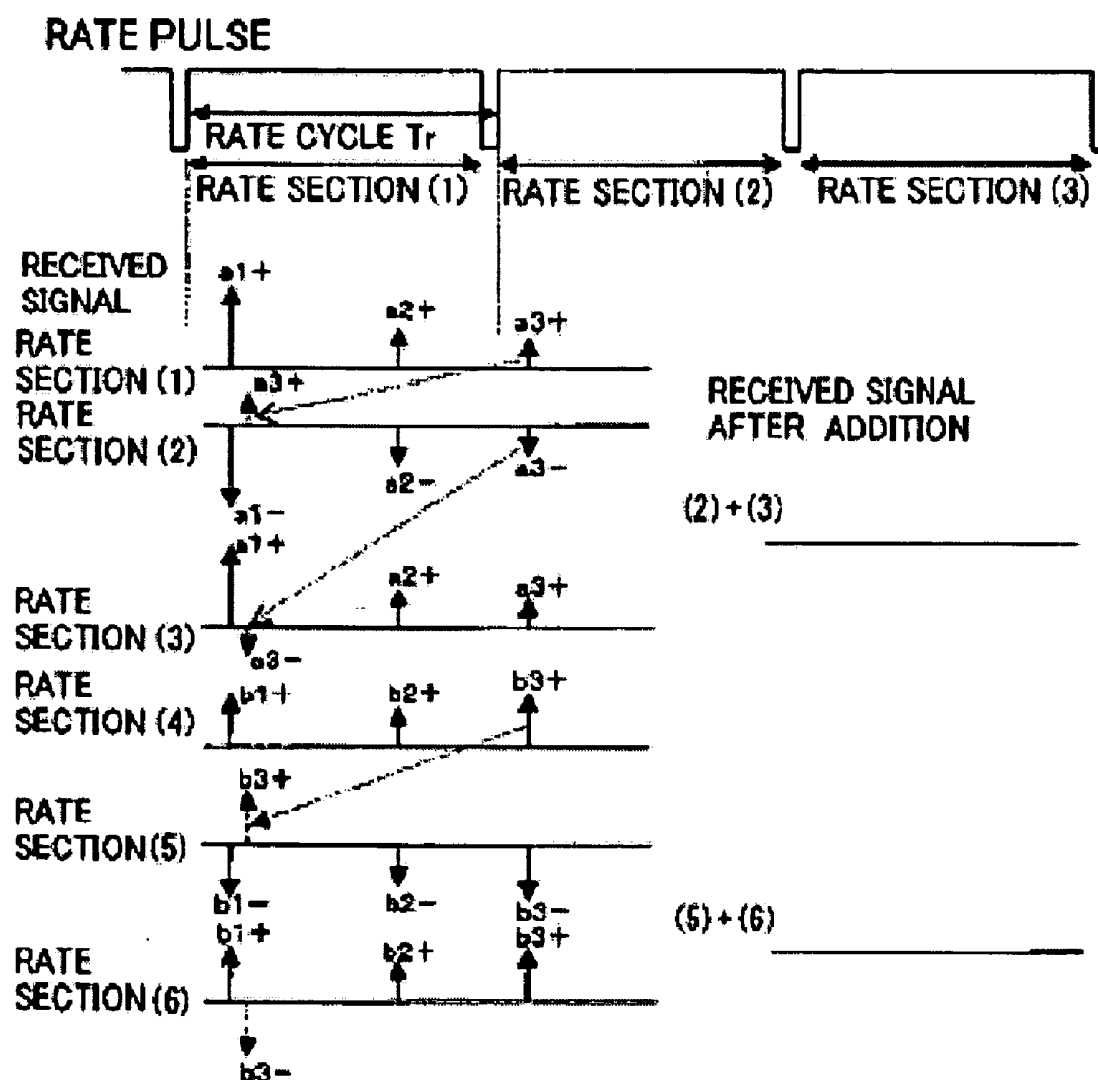 RATE PULSE
RATE CYCLE Tr
RATE SECTION (1)
RATE SECTION (2)
RATE SECTION (3)
RECEIVED
SIGNAL
a1+
a2+
a3+
RATE
SECTION (1)
a3+
RATE
SECTION (2)
a2-
a3-
a1-
RECEIVED SIGNAL
AFTER ADDITION
(2)+(3)
a1+
a2+
a3+
RATE
SECTION (3)
a3-
RATE
SECTION (4)
b1+
b2+
b3+
b3+
RATE
SECTION (5)
b1-
b2-
b3-
(5)+(6)
b1+
b2+
b3+
RATE
SECTION (6)
b3-